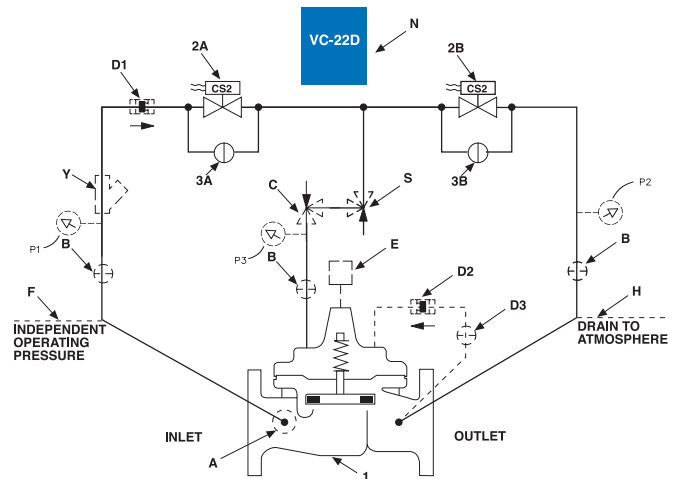 VC-22D
N
2A
2B
D1
CS2
CS2
Y
3A
3B
C
S
P2
P1
P3
B
E
B
B
D2
F
D3
H
INDEPENDENT
OPERATING
PRESSURE
DRAIN TO
ATMOSPHERE
INLET
OUTLET
A
1